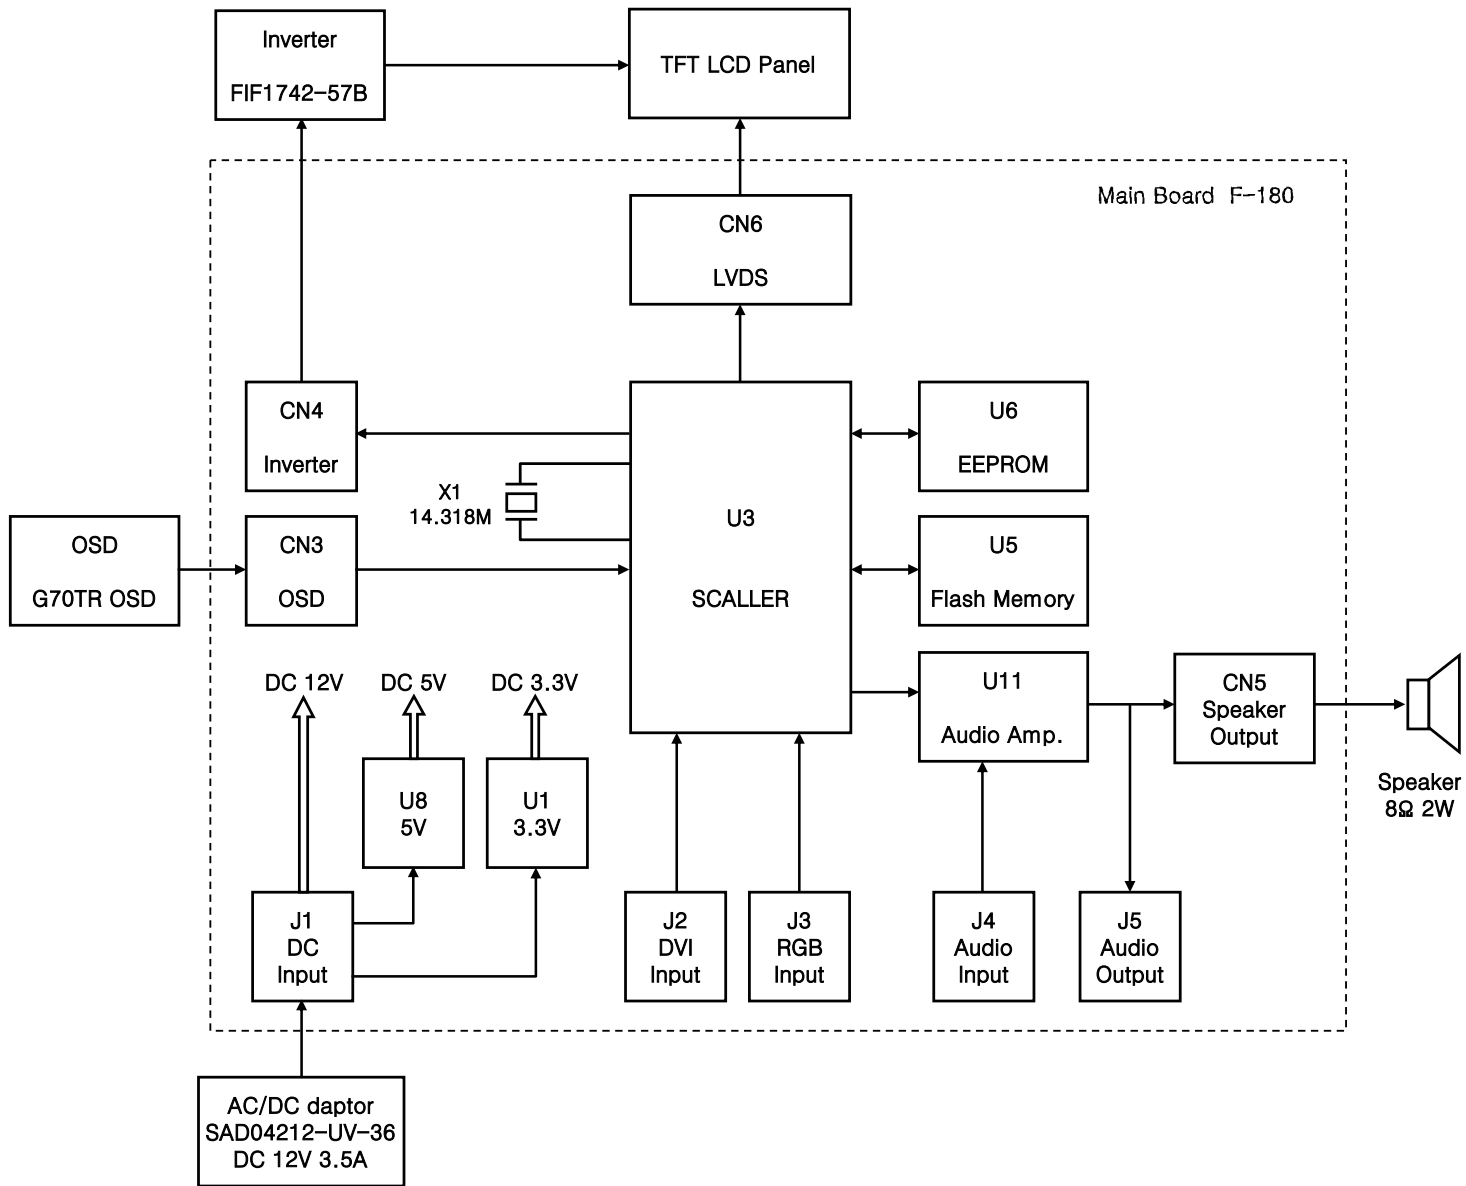 Inverter
FIF1742-57B
TFT LCD Panel
Main Board F-180
CN6
LVDS
CN4
Inverter
X1
14.318M
U3
SCALLER
U6
EEPROM
OSD
G70TR OSD
CN3
OSD
U5
Flash Memory
DC 12V
DC 5V
DC 3.3V
U11
Audio Amp.
CN5
Speaker
Output
Speaker
8Ω 2W
U8
5V
U1
3.3V
J1
DC
Input
J2
DVI
Input
J3
RGB
Input
J4
Audio
Input
J5
Audio
Output
AC/DC daptor
SAD04212-UV-36
DC 12V 3.5A